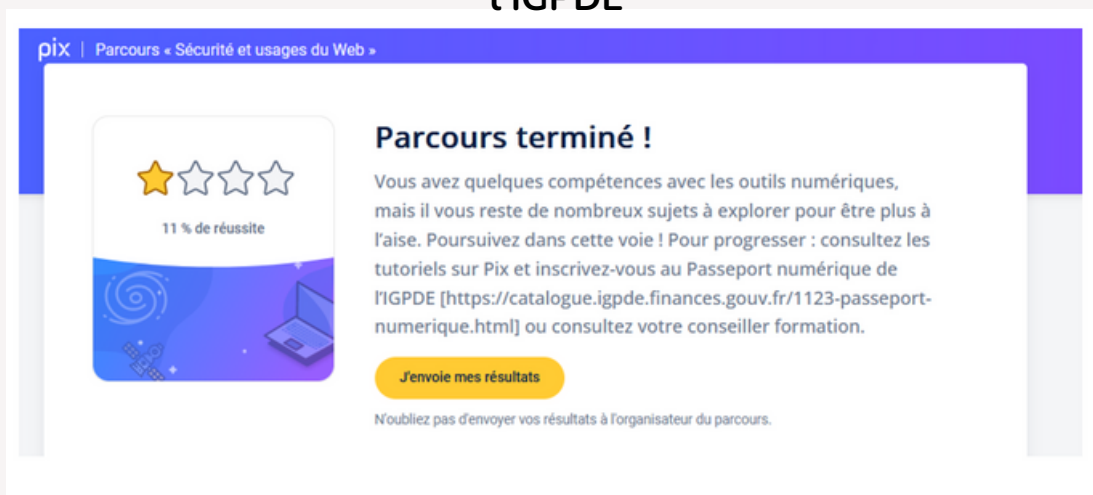 l'IGPDE
pix | Parcours « Sécurité et usages du Web »
Parcours terminé !
Vous avez quelques compétences avec les outils numériques,
mais il vous reste de nombreux sujets à explorer pour être plus à
l'aise. Poursuivez dans cette voie ! Pour progresser : consultez les
tutoriels sur Pix et inscrivez-vous au Passeport numérique de
l'IGPDE [https://catalogue.igpde.finances.gouv.fr/1123-passeport-
numerique.html] ou consultez votre conseiller formation.
11 % de réussite
J'envoie mes résultats
N'oubliez pas d'envoyer vos résultats à l'organisateur du parcours.